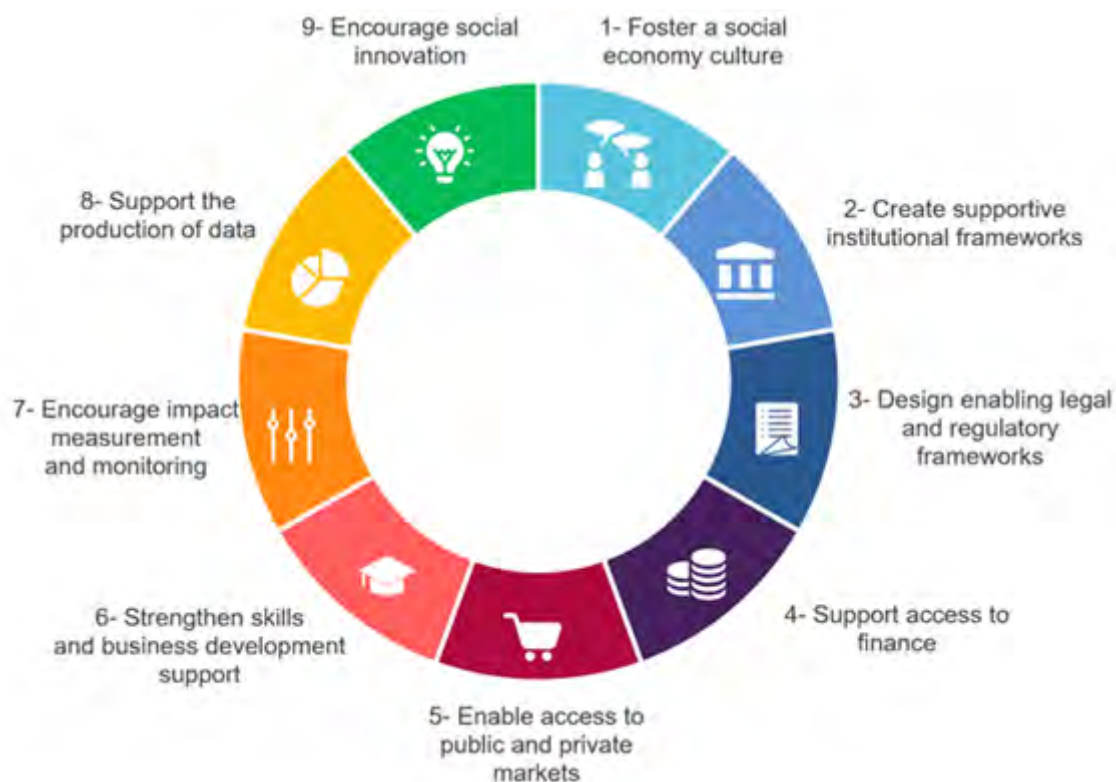 1- Foster a social
economy culture
2- Create supportive
institutional frameworks
3- Design enabling legal
and regulatory
frameworks
4- Support access to
finance
5- Enable access to
public and private
markets
6- Strengthen skills
and business development
support
7- Encourage impact
measurement
and monitoring
8- Support the
production of data
9- Encourage social
innovation